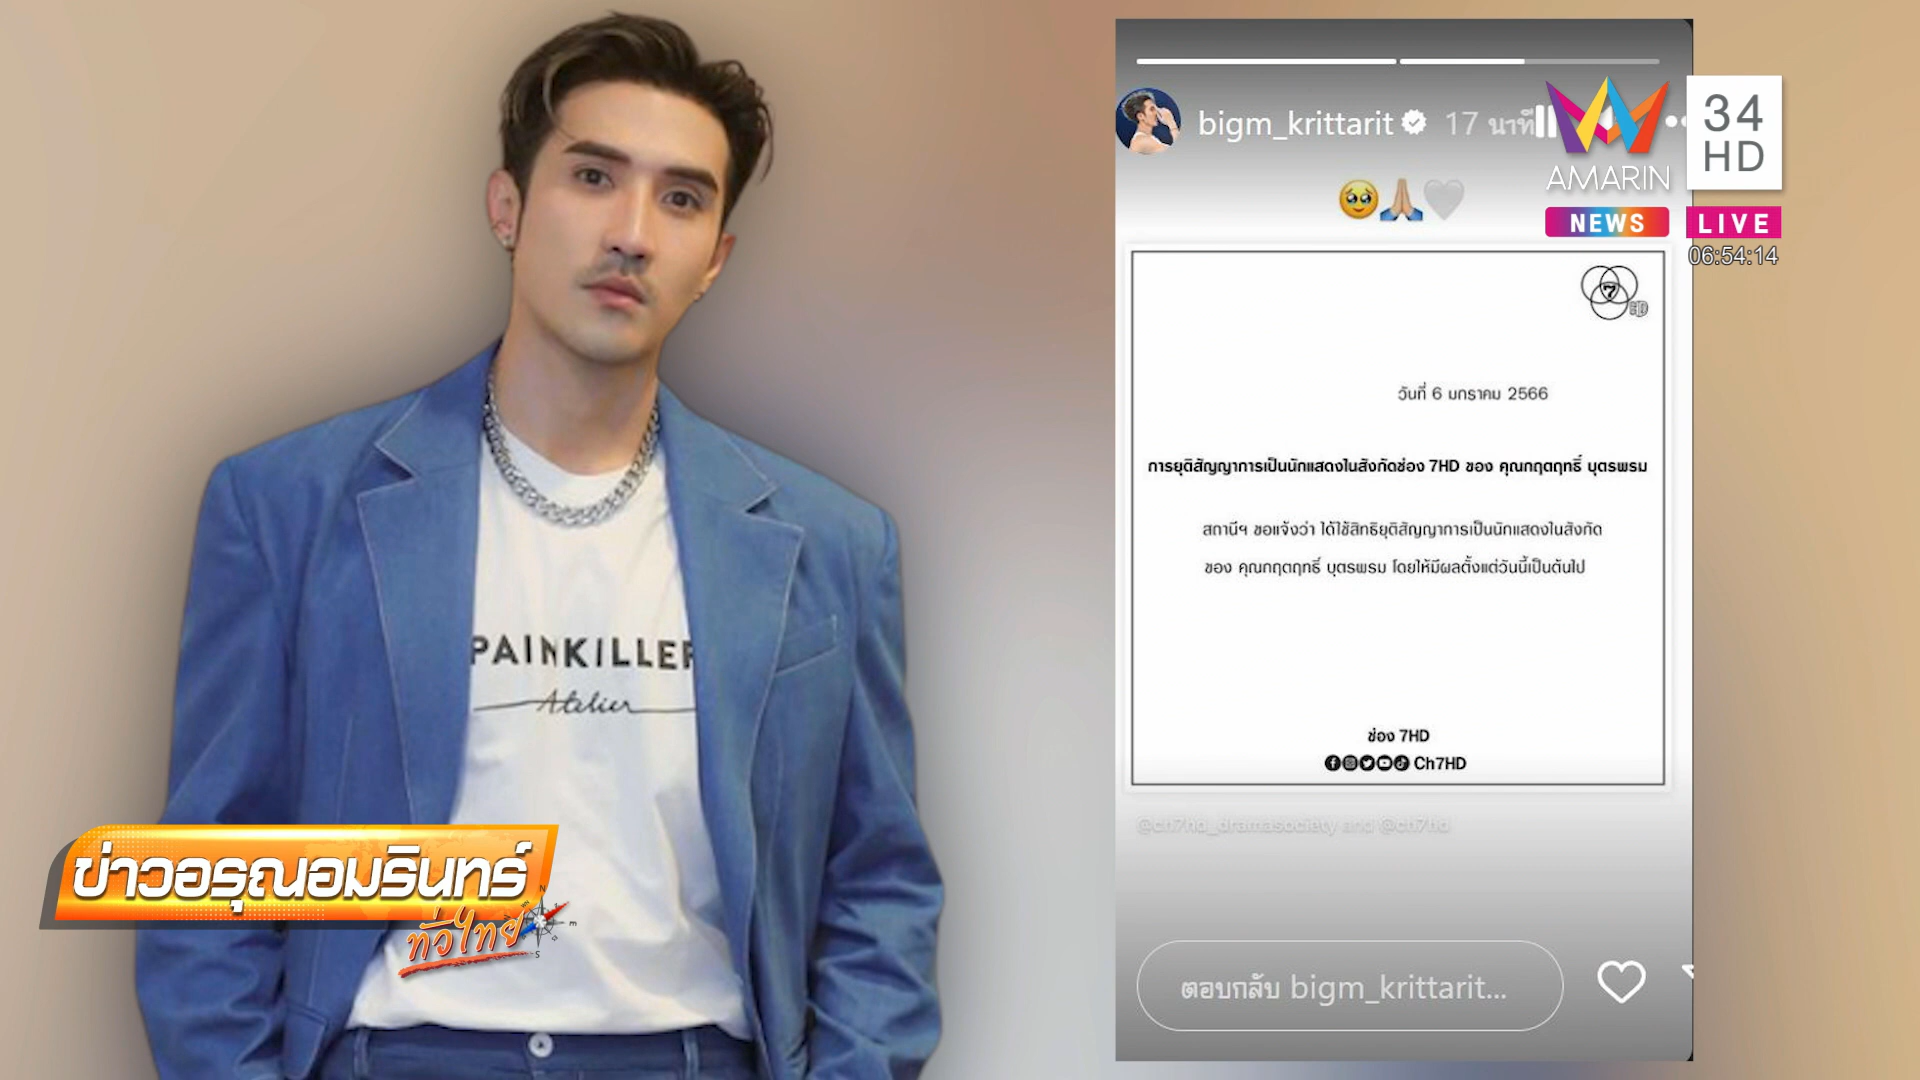 bigm_krittarit 17 นาที
AMARIN
34
HD
NEWS
LIVE
06:54:14
7
HD
วันที่ 6 มกราคม 2566
การยุติสัญญาการเป็นนักแสดงในสังกัดช่อง 7HD ของ คุณกฤตฤทธิ์ บุตรพรม
สถานีฯ ขอแจ้งว่า ได้ใช้สิทธิยุติสัญญาการเป็นนักแสดงในสังกัด
ของ คุณกฤตฤทธิ์ บุตรพรม โดยให้มีผลตั้งแต่วันนี้เป็นต้นไป
ช่อง 7HD
Ch7HD
@ch7hd_dramasociety and @ch7hd
ตอบกลับ bigm_krittarit...
PAINKILLER
Atelier
ข่าวอรุณอมรินทร์
ทั่วไทย